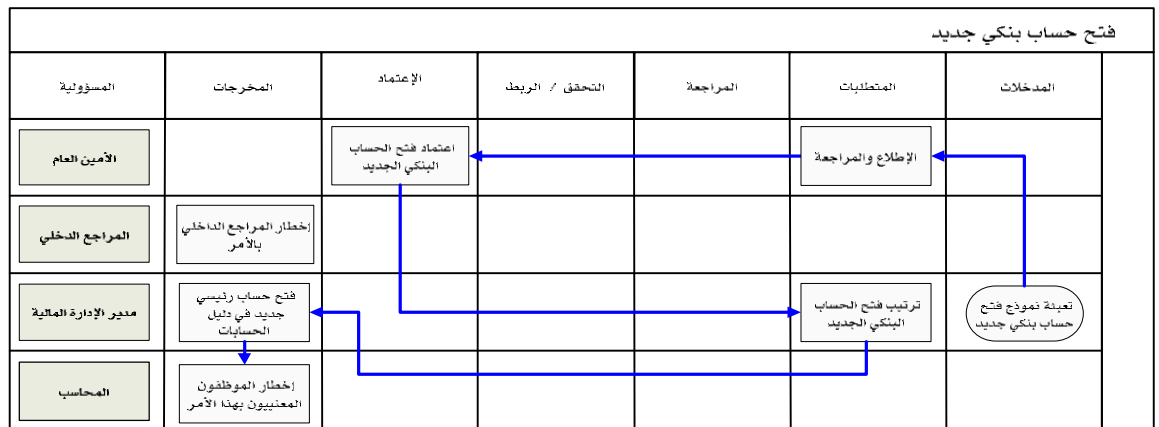 فتح حساب بنكي جديد
المدخلات
المتطلبات
المراجعة
التحقق / الربط
الإعتماد
المخرجات
المسؤولية
الإطلاع والمراجعة
اعتماد فتح الحساب
البنكي الجديد
الأمين العام
إخطار المراجع الداخلي
بالأمر
المراجع الدخلي
تعبئة نموذج فتح
حساب بنكي جديد
ترتيب فتح الحساب
البنكي الجديد
فتح حساب رئيسي
جديد في دليل
الحسابات
مدير الإدارة المالية
إخطار الموظفون
المعنييون بهذا الأمر
المحاسب